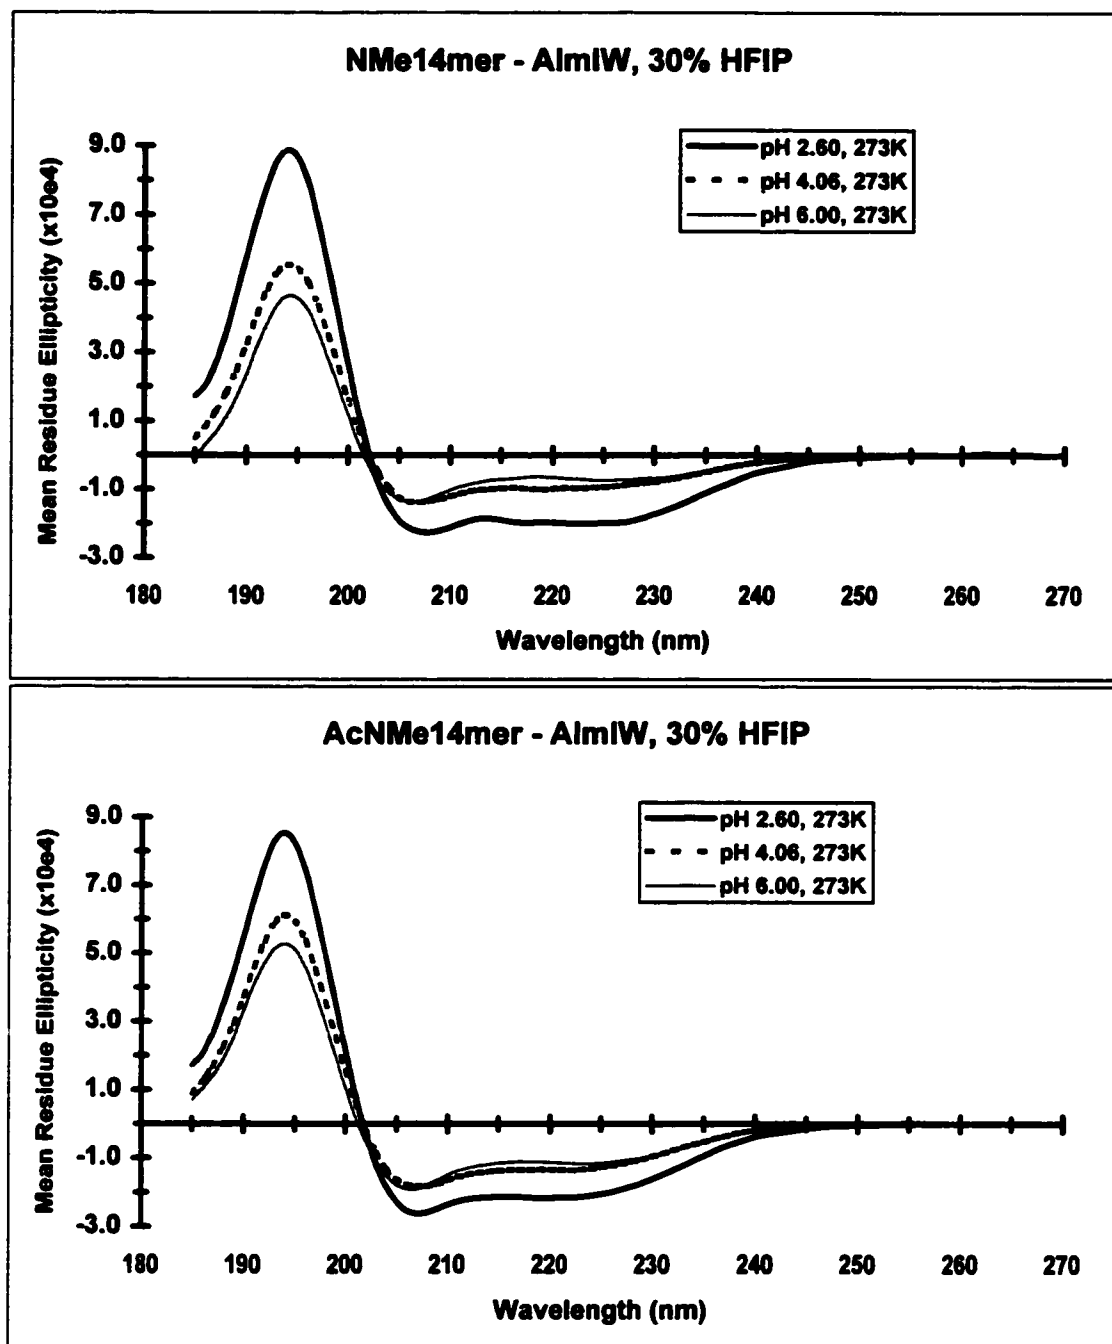 NMe14mer - AImIW, 30% HFIP
pH 2.60, 273K
pH 4.06, 273K
pH 6.00, 273K
Mean Residue Ellipticity (x10e4)
9.0
7.0
5.0
3.0
1.0
-1.0
-3.0
180 190 200 210 220 230 240 250 260 270
Wavelength (nm)
AcNMe14mer - AImIW, 30% HFIP
pH 2.60, 273K
pH 4.06, 273K
pH 6.00, 273K
Mean Residue Ellipticity (x10e4)
9.0
7.0
5.0
3.0
1.0
-1.0
-3.0
180 190 200 210 220 230 240 250 260 270
Wavelength (nm)